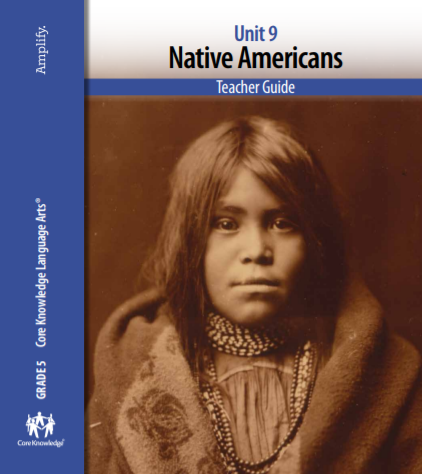 Unit 9
Native Americans
Teacher Guide
Amplify.
GRADE 5 Core Knowledge Language Arts®
Core Knowledge®